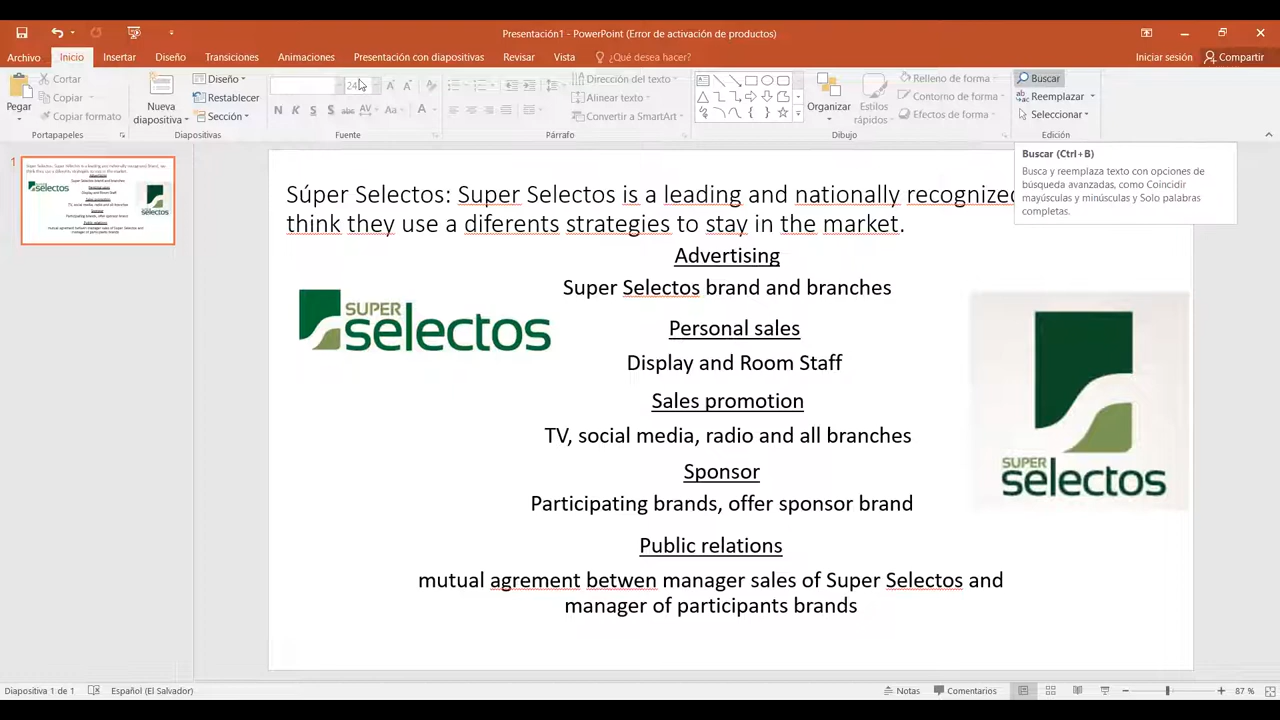 Presentación1 - PowerPoint (Error de activación de productos)
Archivo Inicio Insertar Diseño Transiciones Animaciones Presentación con diapositivas Revisar Vista ¿Qué desea hacer? Iniciar sesión Compartir
Pegar
Cortar
Copiar
Copiar formato
Portapapeles
Nueva
diapositiva
Diseño
Restablecer
Sección
Diapositivas
24
N K S S abc AV Aa A
Fuente
Dirección del texto
Alinear texto
Convertir a SmartArt
Párrafo
Organizar
Estilos
rápidos
Relleno de forma
Contorno de forma
Efectos de forma
Dibujo
Buscar
Reemplazar
Seleccionar
Edición
Buscar (Ctrl+B)
Busca y reemplaza texto con opciones de
búsqueda avanzadas, como Coincidir
mayúsculas y minúsculas y Solo palabras
completas.
1
Súper Selectos: Super Selectos is a leading and nationally recognized
think they use a diferents strategies to stay in the market.
Advertising
Super Selectos brand and branches
SUPER
selectos
Personal sales
Display and Room Staff
Sales promotion
TV, social media, radio and all branches
SUPER
selectos
Sponsor
Participating brands, offer sponsor brand
Public relations
mutual agrement betwen manager sales of Super Selectos and
manager of participants brands
Diapositiva 1 de 1 Español (El Salvador) Notas Comentarios 87 %